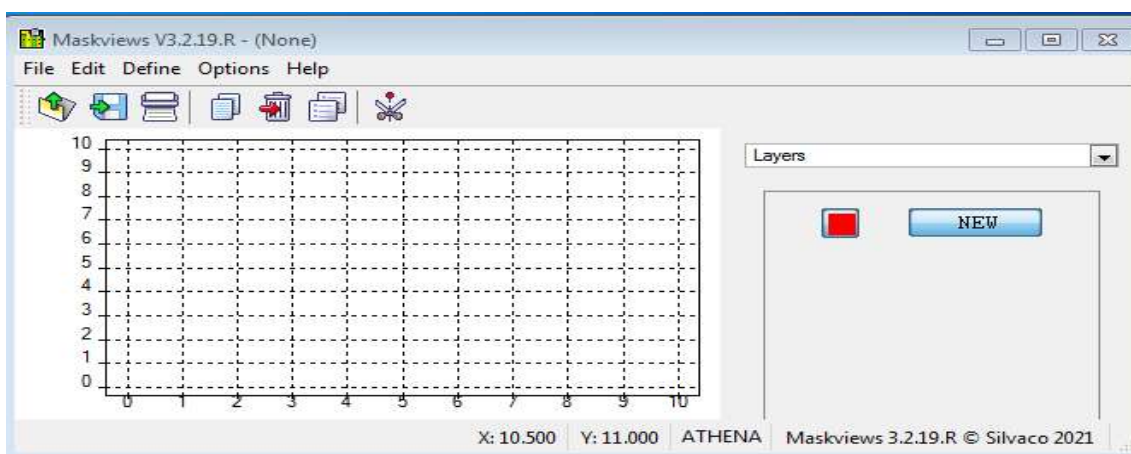 Maskviews V3.2.19.R - (None)
File Edit Define Options Help
10
9
8
7
6
5
4
3
2
1
0
0 1 2 3 4 5 6 7 8 9 10
Layers
NEW
X: 10.500 Y: 11.000 ATHENA Maskviews 3.2.19.R © Silvaco 2021